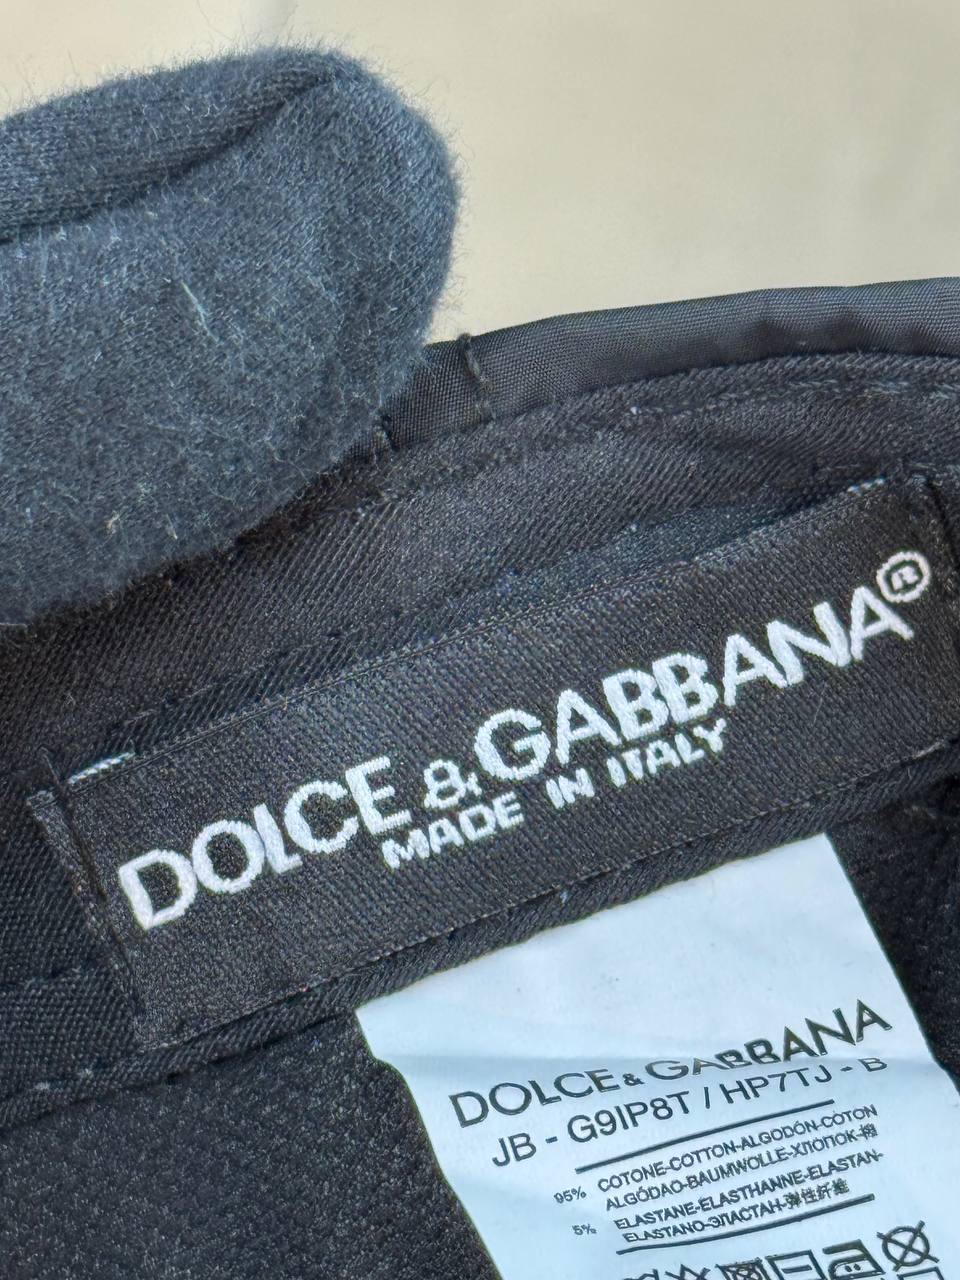 DOLCE & GABBANA®
MADE IN ITALY
DOLCE & GABBANA
JB - G9IP8T / HP7TJ - B
95% COTONE-COTTON-ALGODÓN-COTON
ALGÓDAO-BAUMWOLLE-ХЛОПОК-棉
5% ELASTANE-ELASTHANNE-ELASTAN-
ELASTANO-ЭЛАСТАН-弹性纤维